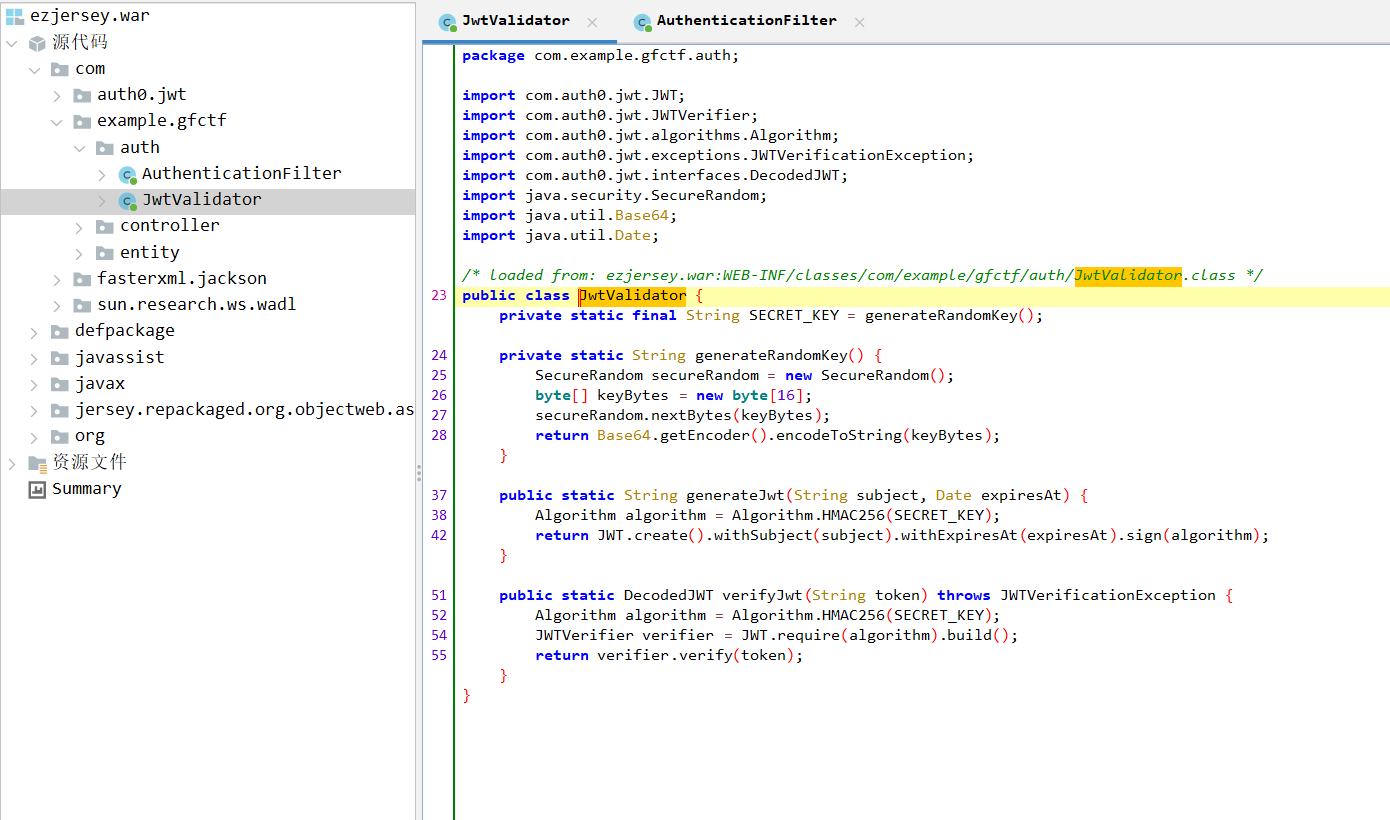 ezjersey.war
源代码
com
auth0.jwt
example.gfctf
auth
AuthenticationFilter
JwtValidator
controller
entity
fasterxml.jackson
sun.research.ws.wadl
defpackage
javassist
javax
jersey.repackaged.org.objectweb.as
org
资源文件
Summary
JwtValidator × AuthenticationFilter ×
package com.example.gfctf.auth;
import com.auth0.jwt.JWT;
import com.auth0.jwt.JWTVerifier;
import com.auth0.jwt.algorithms.Algorithm;
import com.auth0.jwt.exceptions.JWTVerificationException;
import com.auth0.jwt.interfaces.DecodedJWT;
import java.security.SecureRandom;
import java.util.Base64;
import java.util.Date;
/* loaded from: ezjersey.war:WEB-INF/classes/com/example/gfctf/auth/JwtValidator.class */
23 public class JwtValidator {
private static final String SECRET_KEY = generateRandomKey();
24 private static String generateRandomKey() {
25 SecureRandom secureRandom = new SecureRandom();
26 byte[] keyBytes = new byte[16];
27 secureRandom.nextBytes(keyBytes);
28 return Base64.getEncoder().encodeToString(keyBytes);
}
37 public static String generateJwt(String subject, Date expiresAt) {
38 Algorithm algorithm = Algorithm.HMAC256(SECRET_KEY);
42 return JWT.create().withSubject(subject).withExpiresAt(expiresAt).sign(algorithm);
}
51 public static DecodedJWT verifyJwt(String token) throws JWTVerificationException {
52 Algorithm algorithm = Algorithm.HMAC256(SECRET_KEY);
54 JWTVerifier verifier = JWT.require(algorithm).build();
55 return verifier.verify(token);
}
}